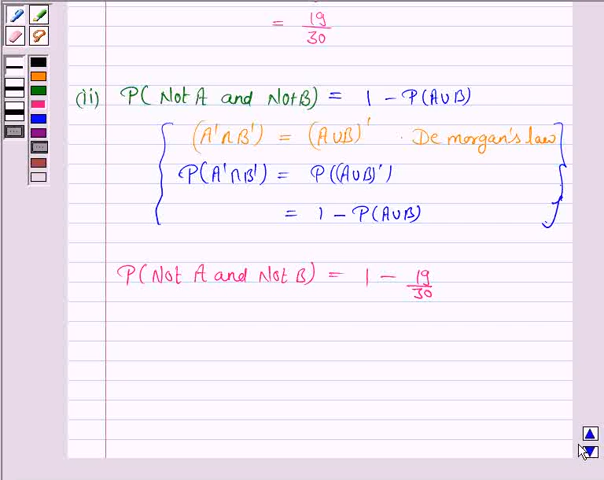 = 19/30
(ii) P( Not A and Not B) = 1 - P(A∪B)
(A'∩B') = (A∪B)' . De morgan's law
P(A'∩B') = P((A∪B)')
= 1 - P(A∪B)
P(Not A and Not B) = 1 - 19/30